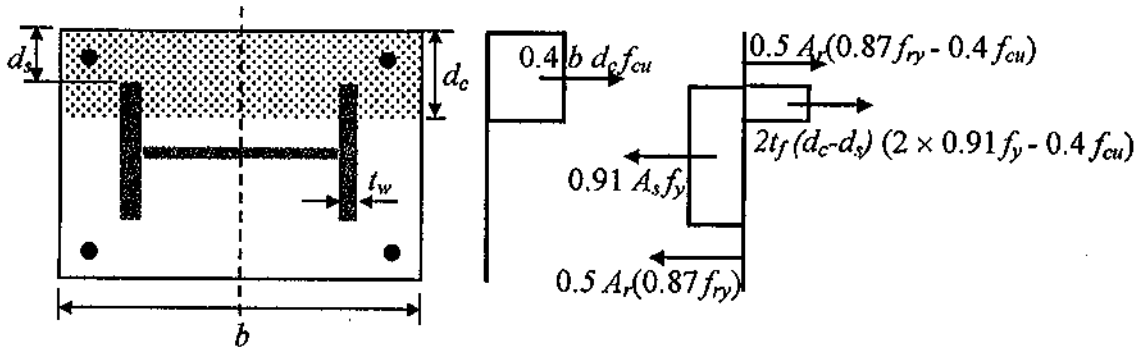 d_s
d_c
t_w
b
0.4 b d_c f_cu
0.5 A_r(0.87 f_ry - 0.4 f_cu)
2t_f (d_c-d_s) (2 × 0.91 f_y - 0.4 f_cu)
0.91 A_s f_y
0.5 A_r(0.87 f_ry)